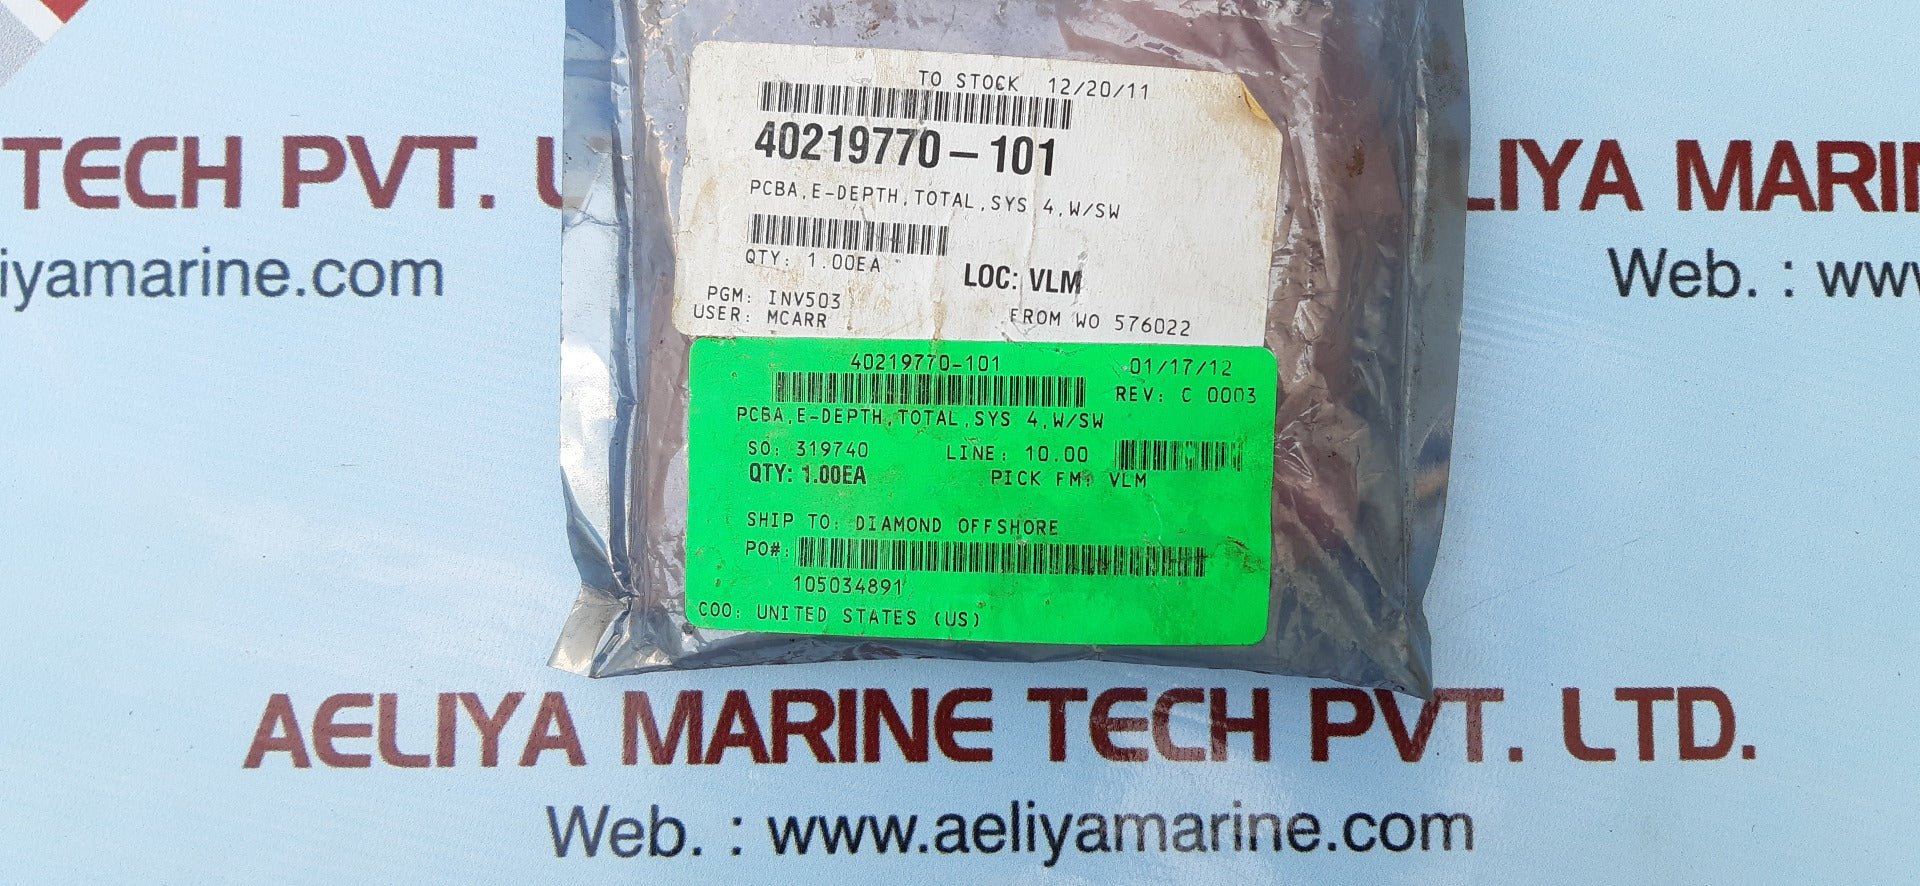 TECH PVT. L
iyamarine.com
LIYA MARIN
Web. : www
TO STOCK 12/20/11
40219770-101
PCBA,E-DEPTH,TOTAL,SYS 4,W/SW
QTY: 1.00EA
LOC: VLM
PGM: INV503
USER: MCARR
FROM WO 576022
40219770-101 01/17/12
REV: C 0003
PCBA,E-DEPTH,TOTAL,SYS 4,W/SW
SO: 319740 LINE: 10.00
QTY: 1.00EA PICK FM: VLM
SHIP TO: DIAMOND OFFSHORE
PO#:
105034891
COO: UNITED STATES (US)
AELIYA MARINE TECH PVT. LTD.
Web. : www.aeliyamarine.com